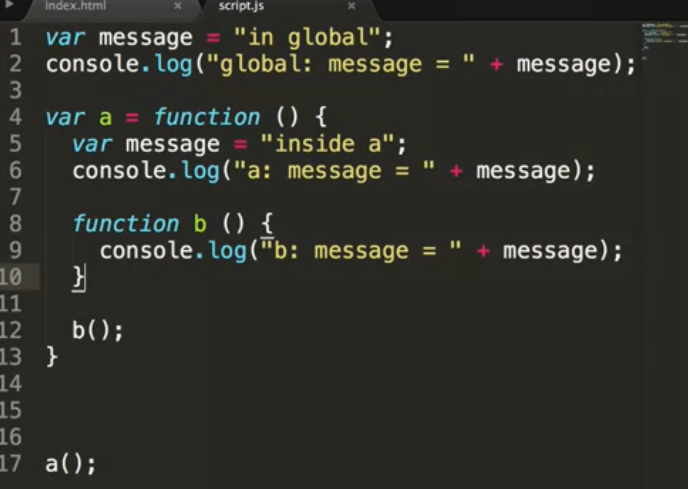 index.html × script.js ×
1 var message = "in global";
2 console.log("global: message = " + message);
3
4 var a = function () {
5 var message = "inside a";
6 console.log("a: message = " + message);
7
8 function b () {
9 console.log("b: message = " + message);
10 }
11
12 b();
13 }
14
15
16
17 a();